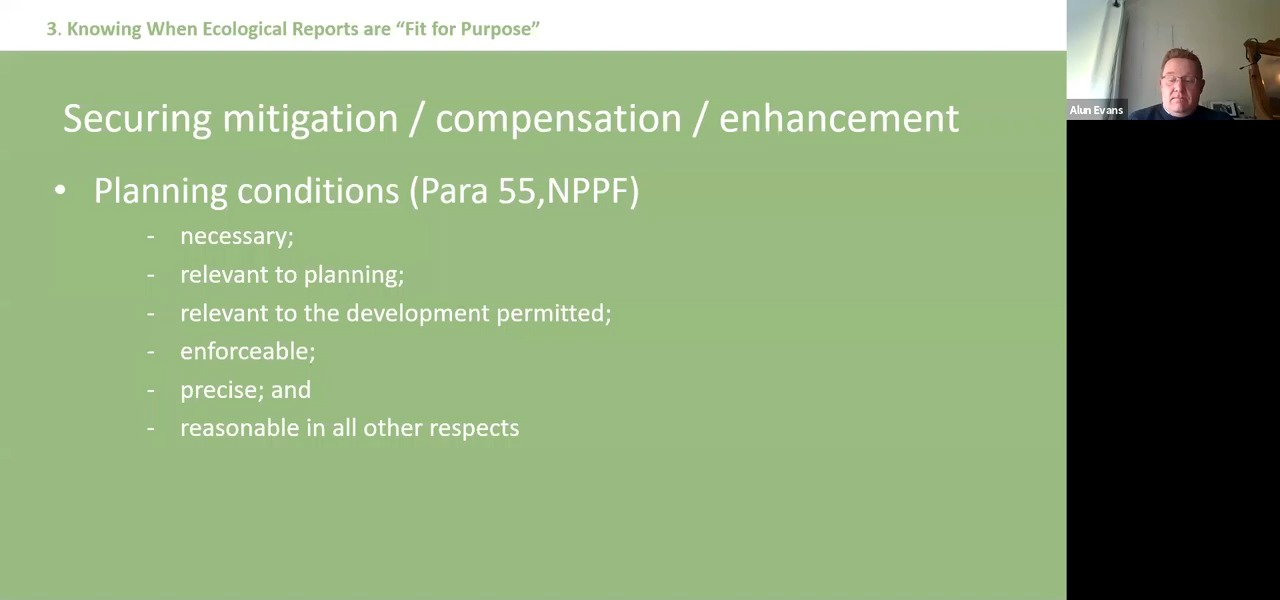 3. Knowing When Ecological Reports are “Fit for Purpose”
Securing mitigation / compensation / enhancement
• Planning conditions (Para 55,NPPF)
- necessary;
- relevant to planning;
- relevant to the development permitted;
- enforceable;
- precise; and
- reasonable in all other respects
Alun Evans